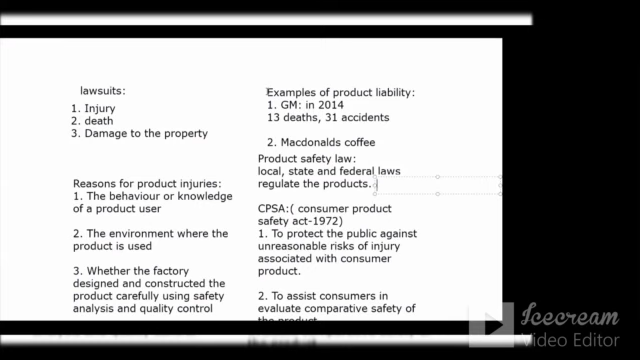 lawsuits:
1. Injury
2. death
3. Damage to the property
Reasons for product injuries:
1. The behaviour or knowledge
of a product user
2. The environment where the
product is used
3. Whether the factory
designed and constructed the
product carefully using safety
analysis and quality control
Examples of product liability:
1. GM: in 2014
13 deaths, 31 accidents
2. Macdonalds coffee
Product safety law:
local, state and federal laws
regulate the products.
CPSA:( consumer product
safety act-1972)
1. To protect the public against
unreasonable risks of injury
associated with consumer
product.
2. To assist consumers in
evaluate comparative safety of
the product
Icecream
Video Editor